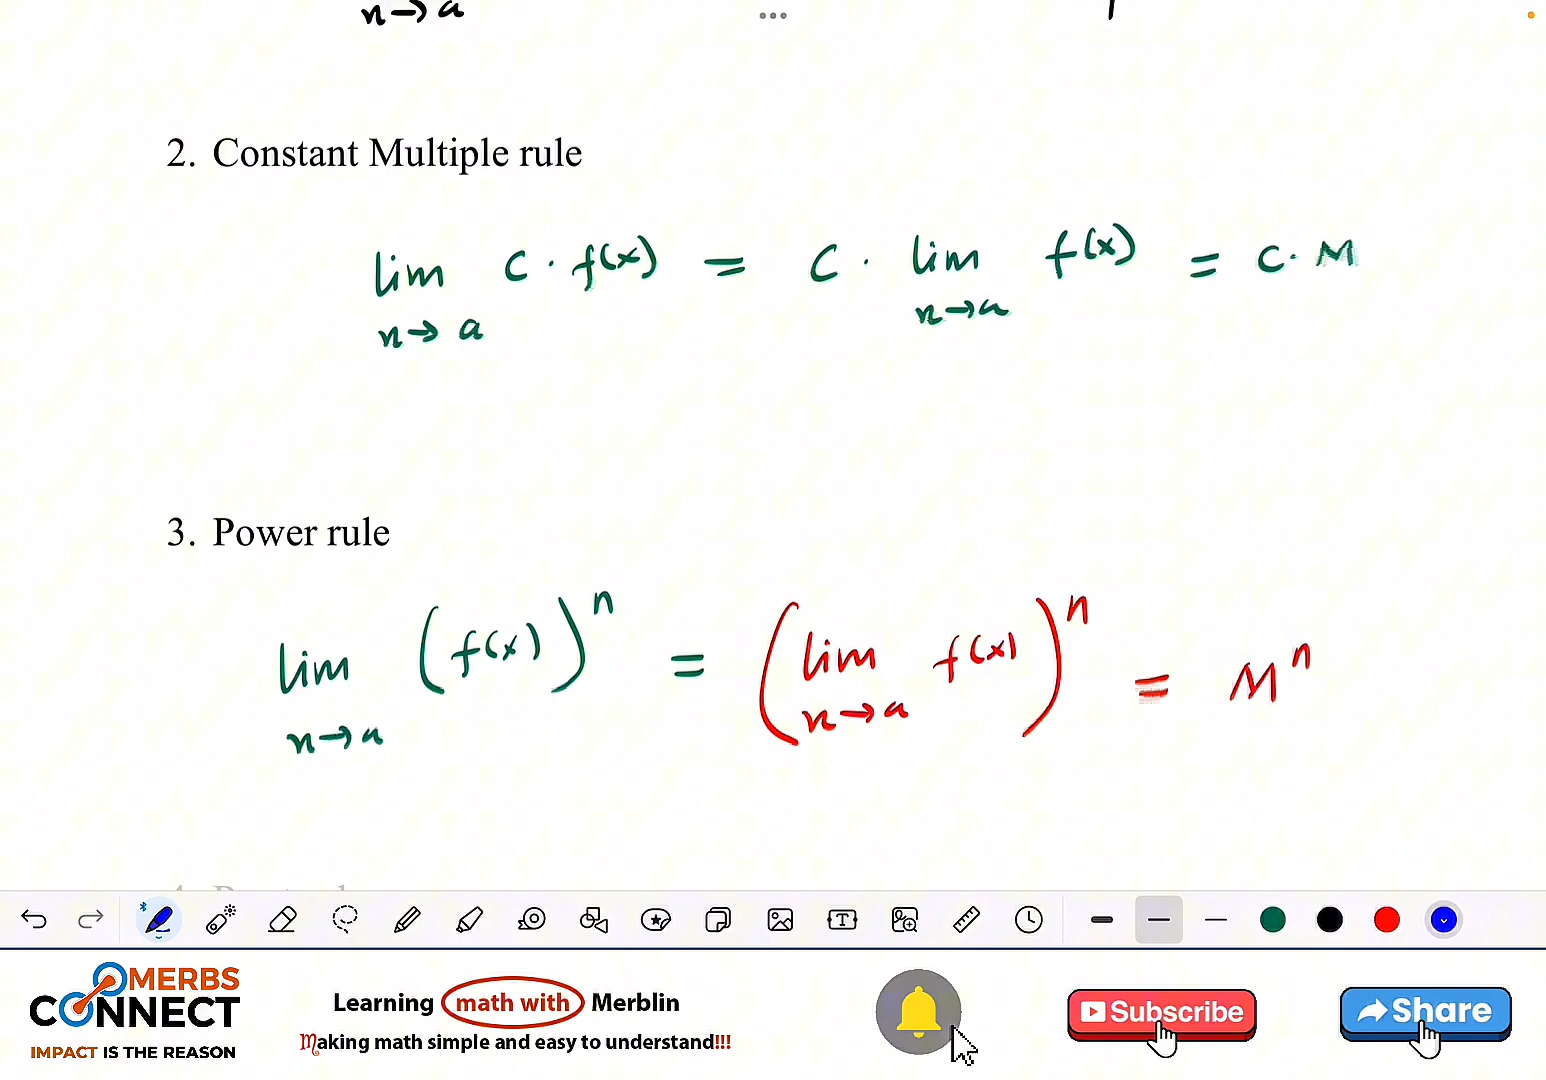 n→a
2. Constant Multiple rule
lim C · f(x) = C · lim f(x) = C · M
n→a n→a
3. Power rule
lim (f(x))ⁿ = (lim f(x))ⁿ = Mⁿ
n→a n→a
MERBS
CONNECT
IMPACT IS THE REASON
Learning math with Merblin
Making math simple and easy to understand!!!
Subscribe
Share